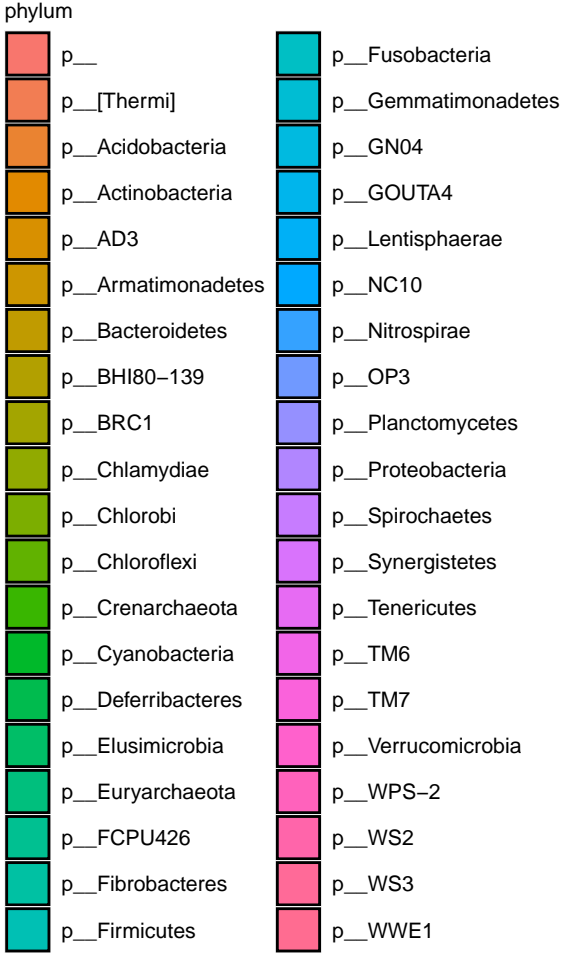 phylum
p__
p__[Thermi]
p__Acidobacteria
p__Actinobacteria
p__AD3
p__Armatimonadetes
p__Bacteroidetes
p__BHI80−139
p__BRC1
p__Chlamydiae
p__Chlorobi
p__Chloroflexi
p__Crenarchaeota
p__Cyanobacteria
p__Deferribacteres
p__Elusimicrobia
p__Euryarchaeota
p__FCPU426
p__Fibrobacteres
p__Firmicutes
p__Fusobacteria
p__Gemmatimonadetes
p__GN04
p__GOUTA4
p__Lentisphaerae
p__NC10
p__Nitrospirae
p__OP3
p__Planctomycetes
p__Proteobacteria
p__Spirochaetes
p__Synergistetes
p__Tenericutes
p__TM6
p__TM7
p__Verrucomicrobia
p__WPS−2
p__WS2
p__WS3
p__WWE1